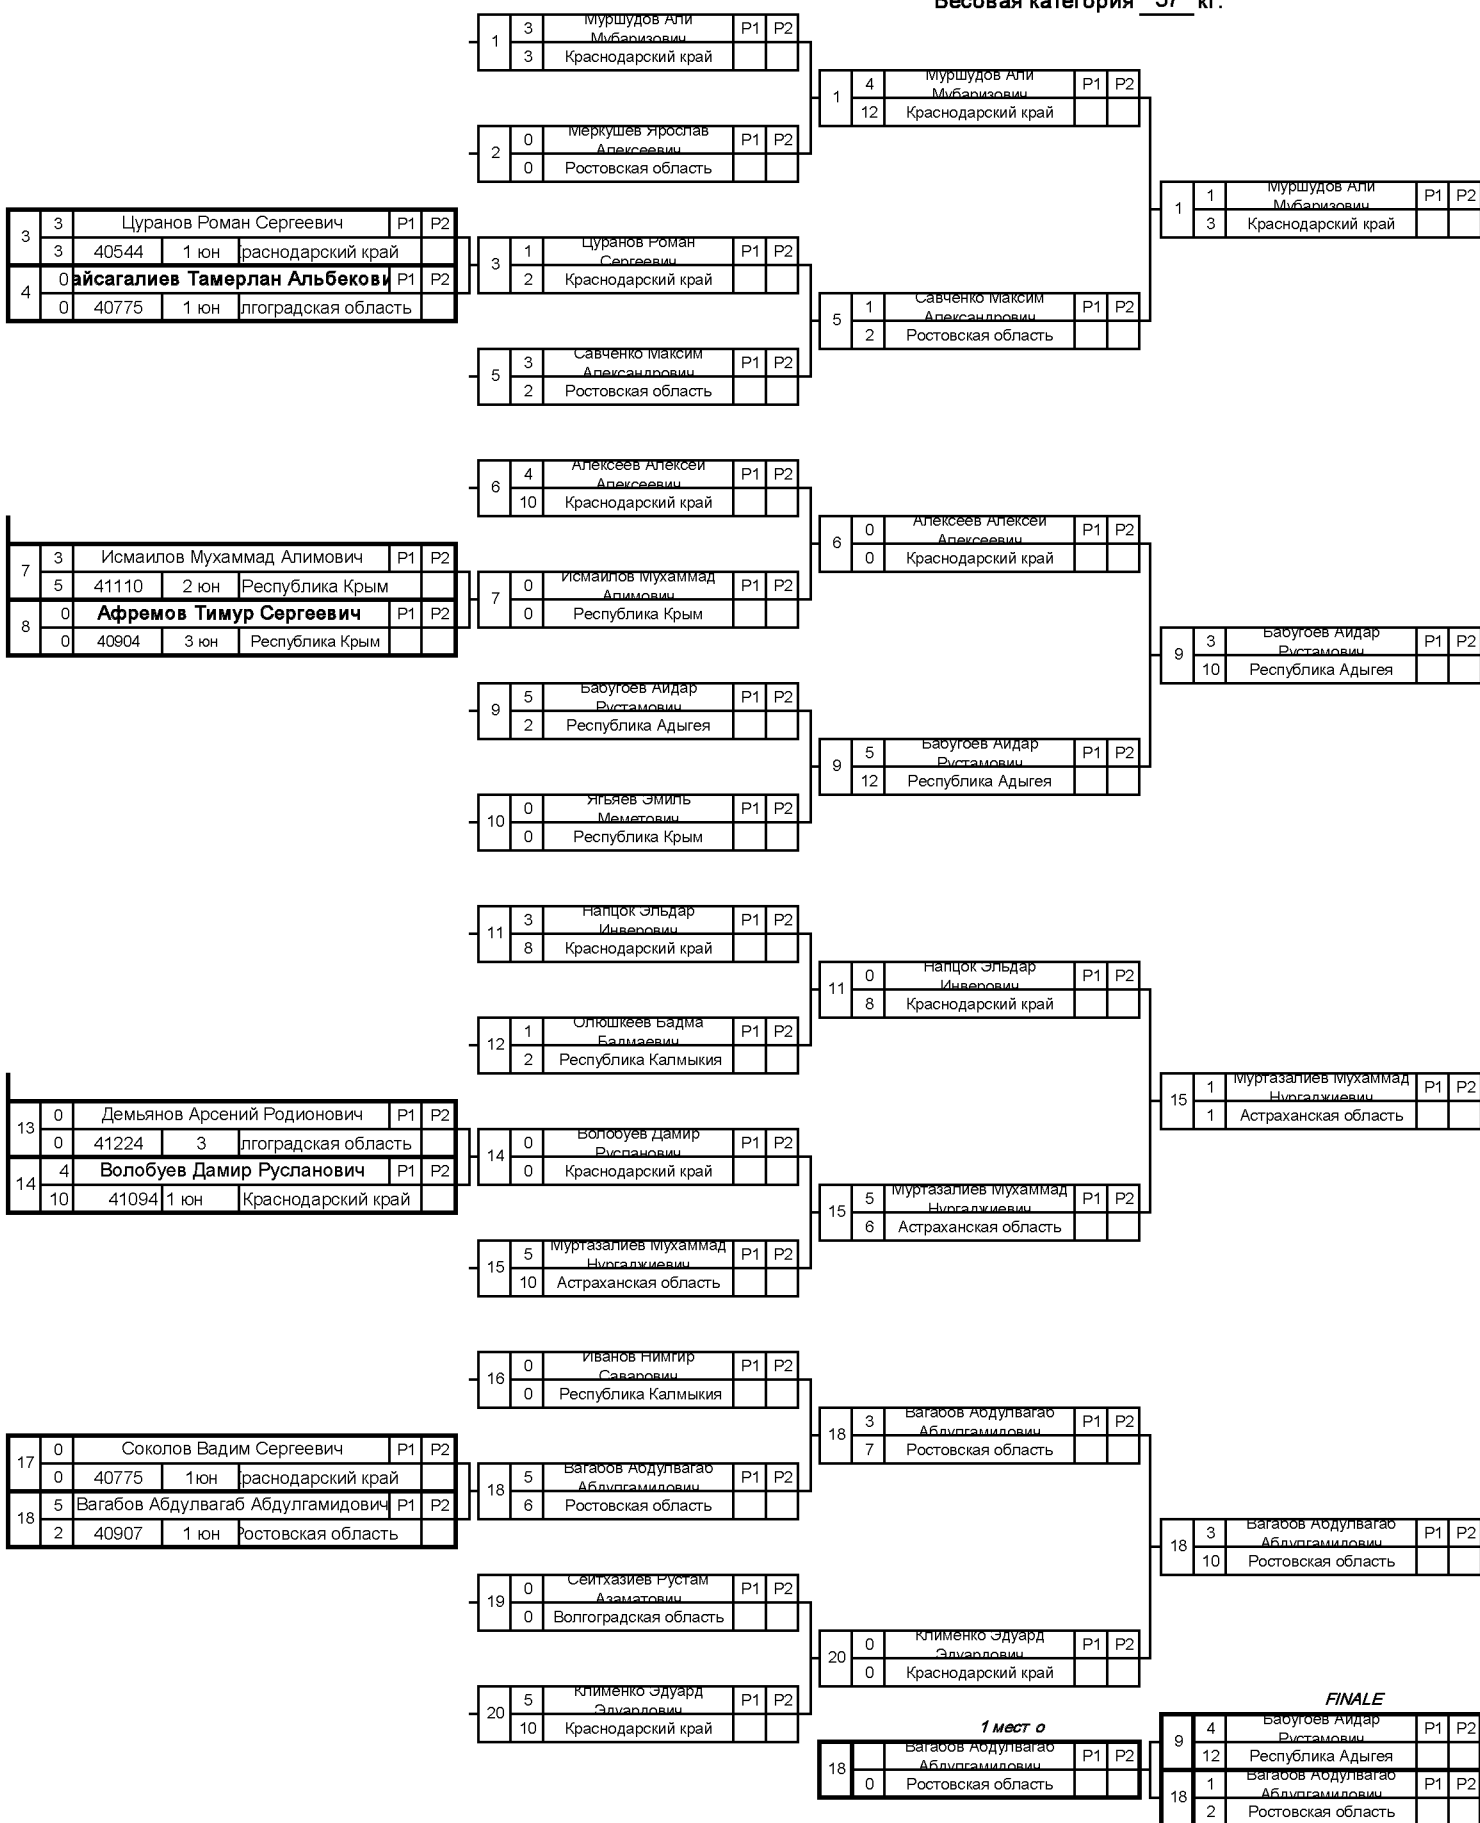 Весовая категория 37 кг.
1 3 Муршудов Али P1 P2
Мубаризович
3 Краснодарский край
1 4 Муршудов Али P1 P2
Мубаризович
12 Краснодарский край
2 0 Меркушев Ярослав P1 P2
Алексеевич
0 Ростовская область
1 1 Муршудов Али P1 P2
Мубаризович
3 Краснодарский край
3 3 Цуранов Роман Сергеевич P1 P2
3 40544 1 юн раснодарский край
4 0 айсагалиев Тамерлан Альбекови P1 P2
0 40775 1 юн лгоградская область
3 1 Цуранов Роман P1 P2
Сергеевич
2 Краснодарский край
5 1 Савченко Максим P1 P2
Александрович
2 Ростовская область
5 3 Савченко Максим P1 P2
Александрович
2 Ростовская область
6 4 Алексеев Алексей P1 P2
Алексеевич
10 Краснодарский край
6 0 Алексеев Алексей P1 P2
Алексеевич
0 Краснодарский край
7 3 Исмаилов Мухаммад Алимович P1 P2
5 41110 2 юн Республика Крым
8 0 Афремов Тимур Сергеевич P1 P2
0 40904 3 юн Республика Крым
7 0 Исмаилов Мухаммад P1 P2
Алимович
0 Республика Крым
9 3 Бабугоев Айдар P1 P2
Рустамович
10 Республика Адыгея
9 5 Бабугоев Айдар P1 P2
Рустамович
2 Республика Адыгея
9 5 Бабугоев Айдар P1 P2
Рустамович
12 Республика Адыгея
10 0 Ягьяев Эмиль P1 P2
Меметович
0 Республика Крым
11 3 Напцок Эльдар P1 P2
Инверович
8 Краснодарский край
11 0 Напцок Эльдар P1 P2
Инверович
8 Краснодарский край
12 1 Олюшкеев Бадма P1 P2
Бадмаевич
2 Республика Калмыкия
15 1 Муртазалиев Мухаммад P1 P2
Нургаджиевич
1 Астраханская область
13 0 Демьянов Арсений Родионович P1 P2
0 41224 3 лгоградская область
14 4 Волобуев Дамир Русланович P1 P2
10 41094 1 юн Краснодарский край
14 0 Волобуев Дамир P1 P2
Русланович
0 Краснодарский край
15 5 Муртазалиев Мухаммад P1 P2
Нургаджиевич
6 Астраханская область
15 5 Муртазалиев Мухаммад P1 P2
Нургаджиевич
10 Астраханская область
16 0 Иванов Нимгир P1 P2
Саварович
0 Республика Калмыкия
18 3 Вагабов Абдулвагаб P1 P2
Абдулгамидович
7 Ростовская область
17 0 Соколов Вадим Сергеевич P1 P2
0 40775 1юн раснодарский край
18 5 Вагабов Абдулвагаб Абдулгамидович P1 P2
2 40907 1 юн Ростовская область
18 5 Вагабов Абдулвагаб P1 P2
Абдулгамидович
6 Ростовская область
18 3 Вагабов Абдулвагаб P1 P2
Абдулгамидович
10 Ростовская область
19 0 Сейтхазиев Рустам P1 P2
Азаматович
0 Волгоградская область
20 0 Клименко Эдуард P1 P2
Эдуардович
0 Краснодарский край
20 5 Клименко Эдуард P1 P2
Эдуардович
10 Краснодарский край
FINALE
1 мест о
9 4 Бабугоев Айдар P1 P2
Рустамович
12 Республика Адыгея
18 Вагабов Абдулвагаб P1 P2
Абдулгамидович
0 Ростовская область
18 1 Вагабов Абдулвагаб P1 P2
Абдулгамидович
2 Ростовская область